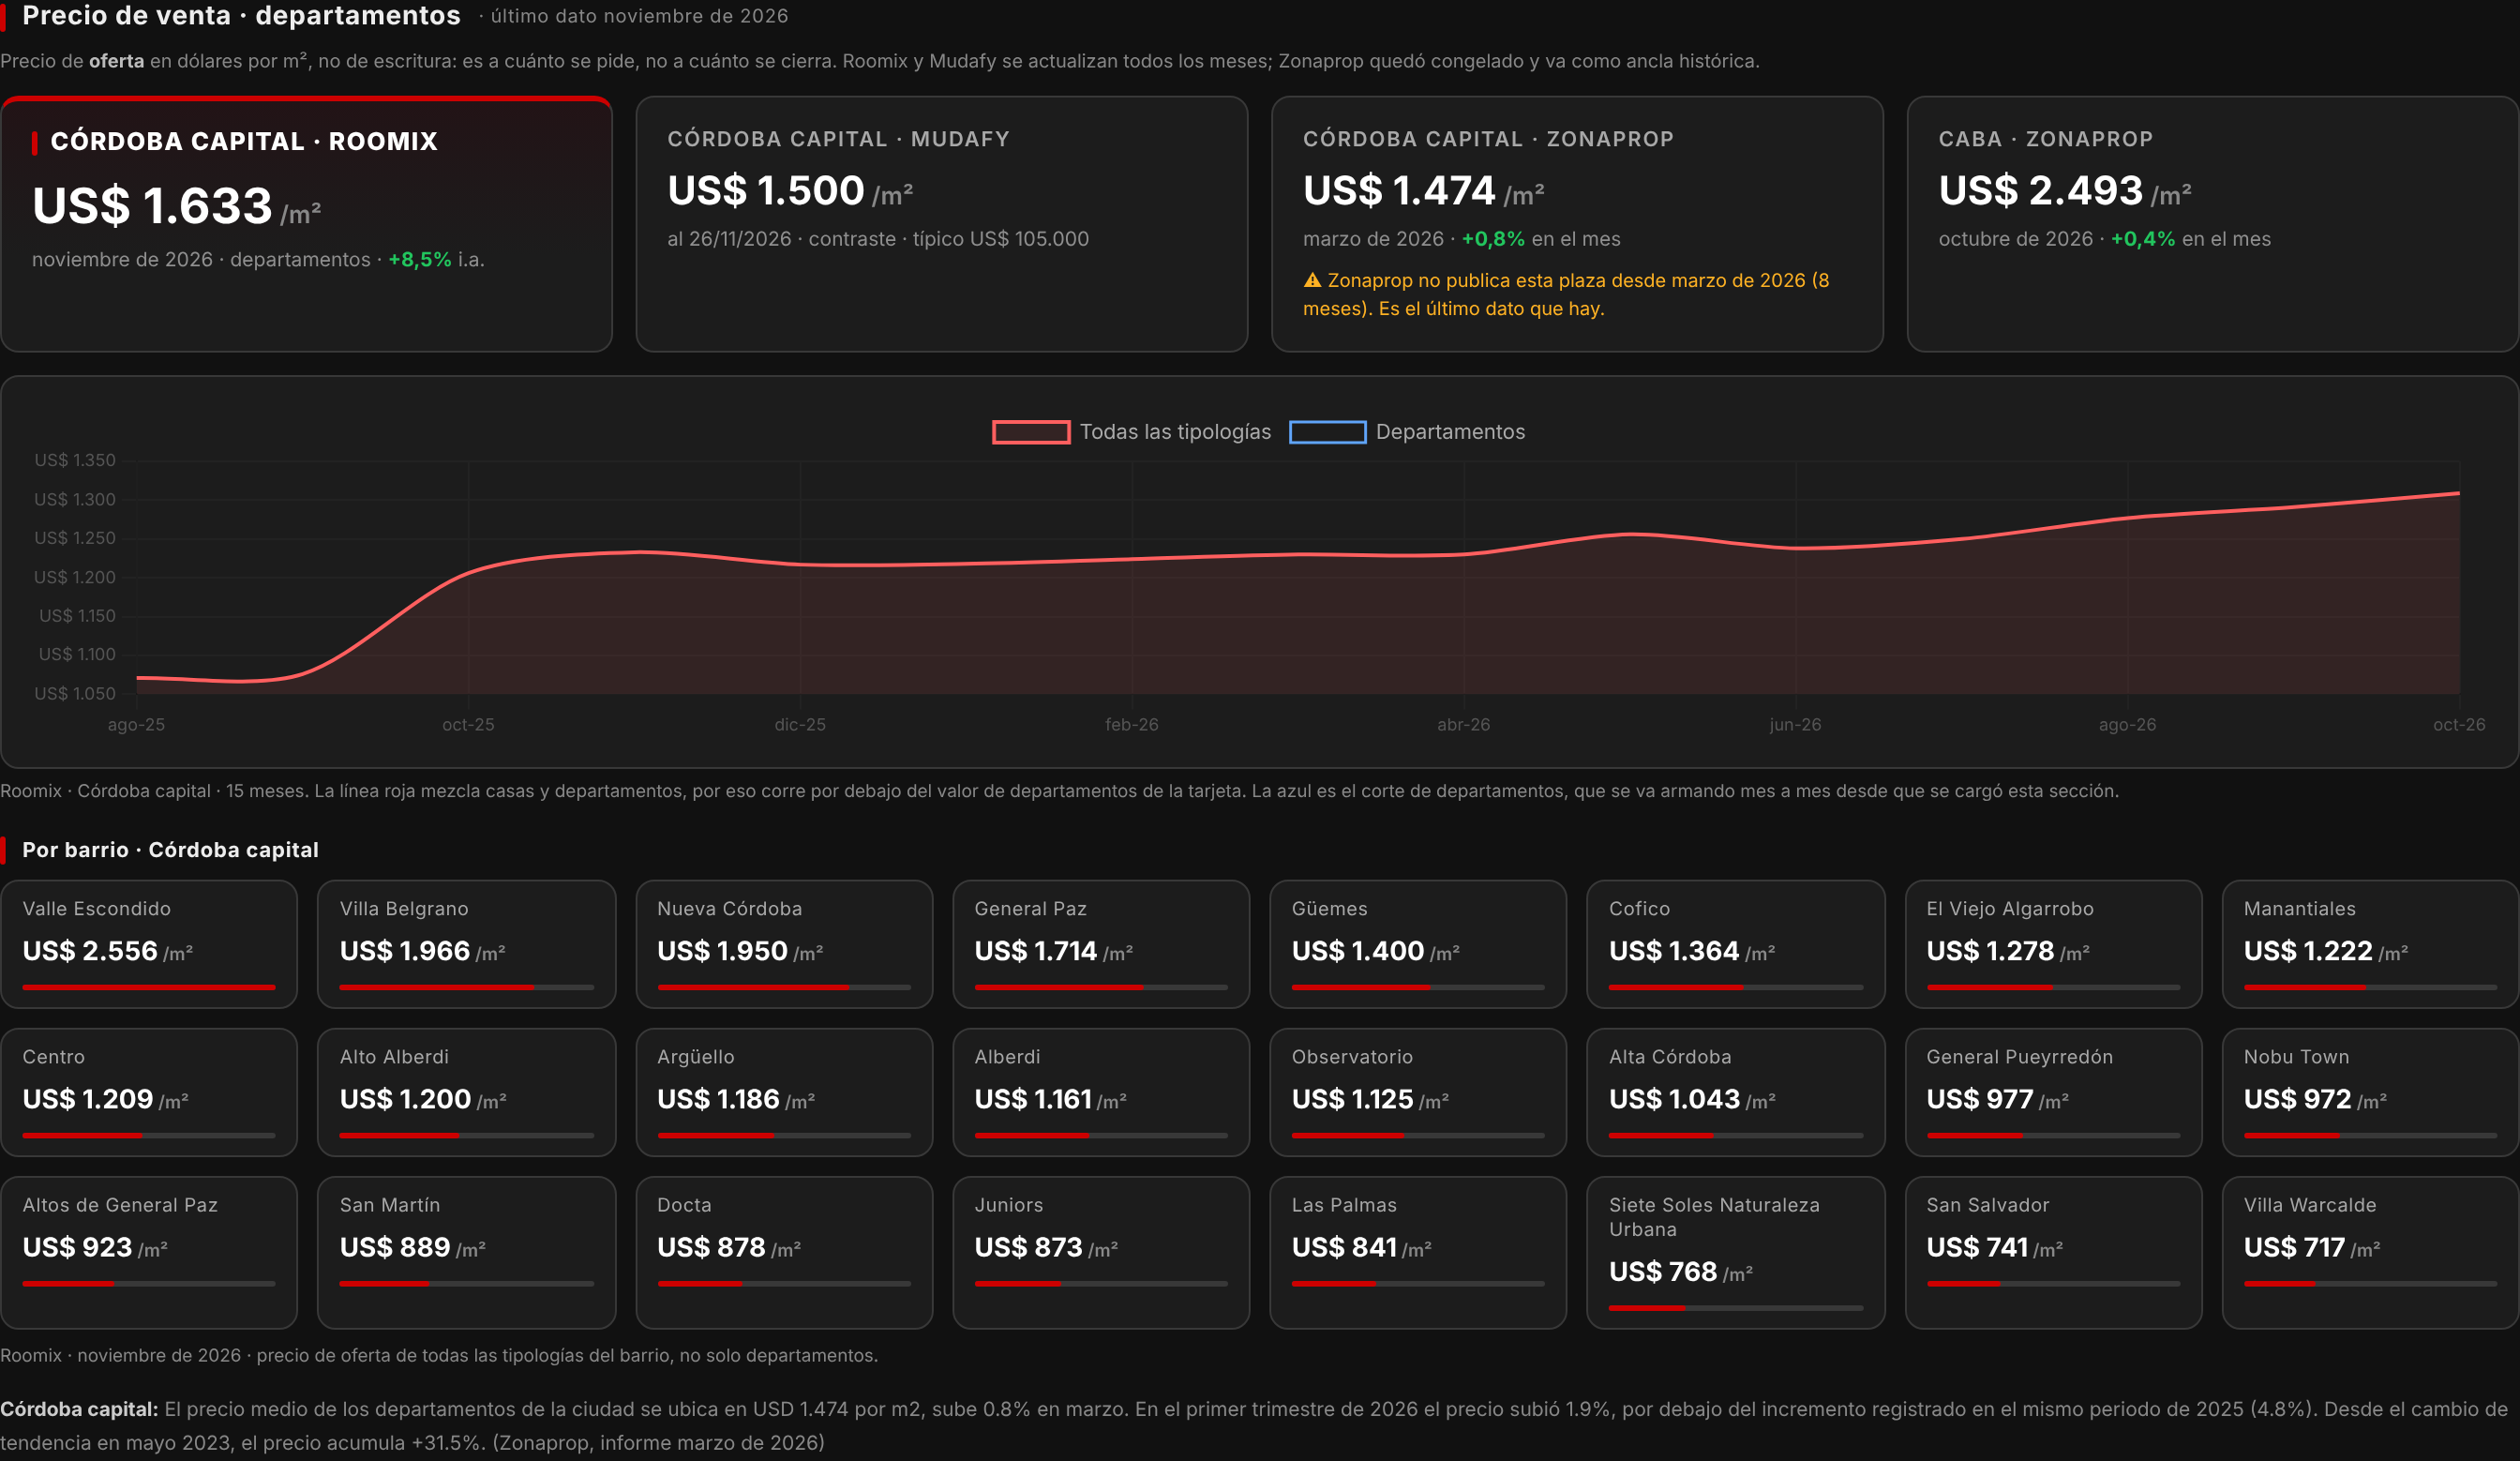 Precio de venta · departamentos · último dato noviembre de 2026
Precio de oferta en dólares por m², no de escritura: es a cuánto se pide, no a cuánto se cierra. Roomix y Mudafy se actualizan todos los meses; Zonaprop quedó congelado y va como ancla histórica.
CÓRDOBA CAPITAL · ROOMIX
US$ 1.633 /m²
noviembre de 2026 · departamentos · +8,5% i.a.
CÓRDOBA CAPITAL · MUDAFY
US$ 1.500 /m²
al 26/11/2026 · contraste · típico US$ 105.000
CÓRDOBA CAPITAL · ZONAPROP
US$ 1.474 /m²
marzo de 2026 · +0,8% en el mes
⚠ Zonaprop no publica esta plaza desde marzo de 2026 (8
meses). Es el último dato que hay.
CABA · ZONAPROP
US$ 2.493 /m²
octubre de 2026 · +0,4% en el mes
Todas las tipologías Departamentos
US$ 1.350
US$ 1.300
US$ 1.250
US$ 1.200
US$ 1.150
US$ 1.100
US$ 1.050
ago-25 oct-25 dic-25 feb-26 abr-26 jun-26 ago-26 oct-26
Roomix · Córdoba capital · 15 meses. La línea roja mezcla casas y departamentos, por eso corre por debajo del valor de departamentos de la tarjeta. La azul es el corte de departamentos, que se va armando mes a mes desde que se cargó esta sección.
Por barrio · Córdoba capital
Valle Escondido
US$ 2.556 /m²
Villa Belgrano
US$ 1.966 /m²
Nueva Córdoba
US$ 1.950 /m²
General Paz
US$ 1.714 /m²
Güemes
US$ 1.400 /m²
Cofico
US$ 1.364 /m²
El Viejo Algarrobo
US$ 1.278 /m²
Manantiales
US$ 1.222 /m²
Centro
US$ 1.209 /m²
Alto Alberdi
US$ 1.200 /m²
Argüello
US$ 1.186 /m²
Alberdi
US$ 1.161 /m²
Observatorio
US$ 1.125 /m²
Alta Córdoba
US$ 1.043 /m²
General Pueyrredón
US$ 977 /m²
Nobu Town
US$ 972 /m²
Altos de General Paz
US$ 923 /m²
San Martín
US$ 889 /m²
Docta
US$ 878 /m²
Juniors
US$ 873 /m²
Las Palmas
US$ 841 /m²
Siete Soles Naturaleza
Urbana
US$ 768 /m²
San Salvador
US$ 741 /m²
Villa Warcalde
US$ 717 /m²
Roomix · noviembre de 2026 · precio de oferta de todas las tipologías del barrio, no solo departamentos.
Córdoba capital: El precio medio de los departamentos de la ciudad se ubica en USD 1.474 por m2, sube 0.8% en marzo. En el primer trimestre de 2026 el precio subió 1.9%, por debajo del incremento registrado en el mismo periodo de 2025 (4.8%). Desde el cambio de
tendencia en mayo 2023, el precio acumula +31.5%. (Zonaprop, informe marzo de 2026)